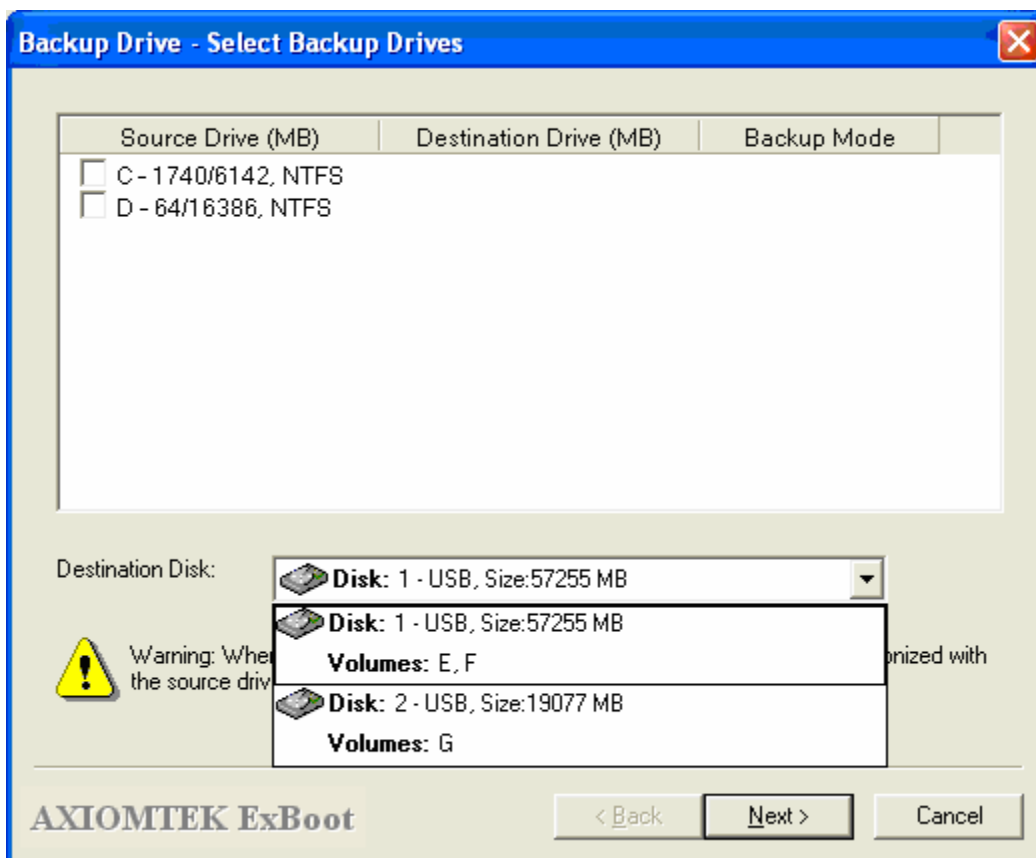 Backup Drive - Select Backup Drives
Source Drive (MB) Destination Drive (MB) Backup Mode
C - 1740/6142, NTFS
D - 64/16386, NTFS
Destination Disk:
Disk: 1 - USB, Size:57255 MB
Disk: 1 - USB, Size:57255 MB
Volumes: E, F
Disk: 2 - USB, Size:19077 MB
Volumes: G
Warning: When
the source driv
onized with
AXIOMTEK ExBoot
< Back Next > Cancel